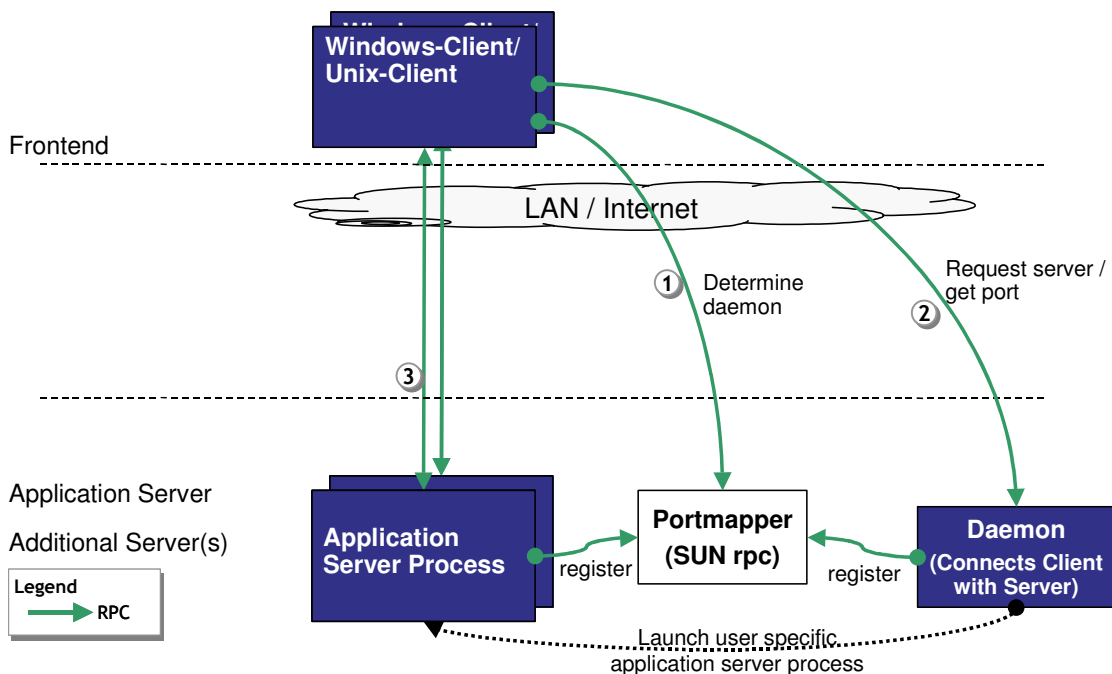 Windows-Client/
Windows-Client/
Unix-Client
Frontend
LAN / Internet
1
Determine
daemon
Request server /
get port
2
3
Application Server
Additional Server(s)
Application
Server Process
Portmapper
(SUN rpc)
Daemon
(Connects Client
with Server)
register
register
Legend
RPC
Launch user specific
application server process